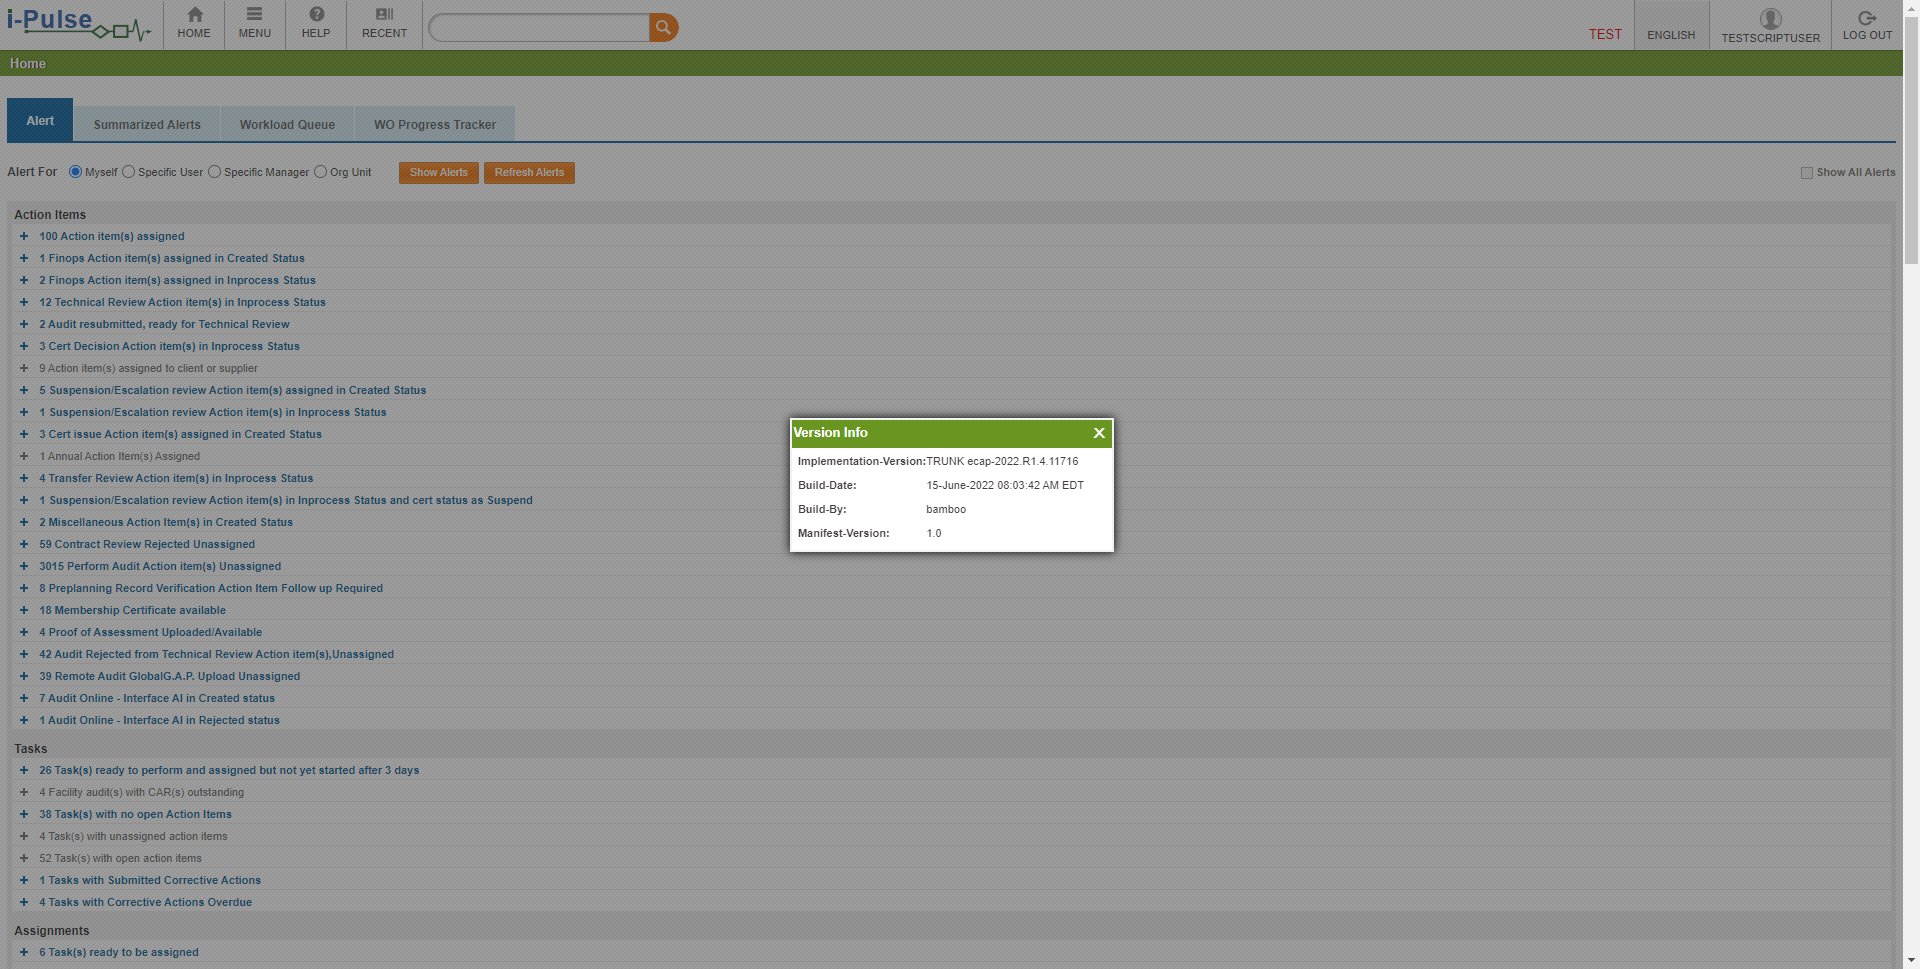 i-Pulse
HOME
MENU
HELP
RECENT
TEST
ENGLISH
TESTSCRIPTUSER
LOG OUT
Home
Alert
Summarized Alerts
Workload Queue
WO Progress Tracker
Alert For Myself Specific User Specific Manager Org Unit Show Alerts Refresh Alerts Show All Alerts
Action Items
+ 100 Action item(s) assigned
+ 1 Finops Action item(s) assigned in Created Status
+ 2 Finops Action item(s) assigned in Inprocess Status
+ 12 Technical Review Action item(s) in Inprocess Status
+ 2 Audit resubmitted, ready for Technical Review
+ 3 Cert Decision Action item(s) in Inprocess Status
+ 9 Action item(s) assigned to client or supplier
+ 5 Suspension/Escalation review Action item(s) assigned in Created Status
+ 1 Suspension/Escalation review Action item(s) in Inprocess Status
+ 3 Cert issue Action item(s) assigned in Created Status
+ 1 Annual Action Item(s) Assigned
+ 4 Transfer Review Action item(s) in Inprocess Status
+ 1 Suspension/Escalation review Action item(s) in Inprocess Status and cert status as Suspend
+ 2 Miscellaneous Action Item(s) in Created Status
+ 59 Contract Review Rejected Unassigned
+ 3015 Perform Audit Action item(s) Unassigned
+ 8 Preplanning Record Verification Action Item Follow up Required
+ 18 Membership Certificate available
+ 4 Proof of Assessment Uploaded/Available
+ 42 Audit Rejected from Technical Review Action item(s),Unassigned
+ 39 Remote Audit GlobalG.A.P. Upload Unassigned
+ 7 Audit Online - Interface AI in Created status
+ 1 Audit Online - Interface AI in Rejected status
Tasks
+ 26 Task(s) ready to perform and assigned but not yet started after 3 days
+ 4 Facility audit(s) with CAR(s) outstanding
+ 38 Task(s) with no open Action Items
+ 4 Task(s) with unassigned action items
+ 52 Task(s) with open action items
+ 1 Tasks with Submitted Corrective Actions
+ 4 Tasks with Corrective Actions Overdue
Assignments
+ 6 Task(s) ready to be assigned
Version Info X
Implementation-Version:TRUNK ecap-2022.R1.4.11716
Build-Date: 15-June-2022 08:03:42 AM EDT
Build-By: bamboo
Manifest-Version: 1.0